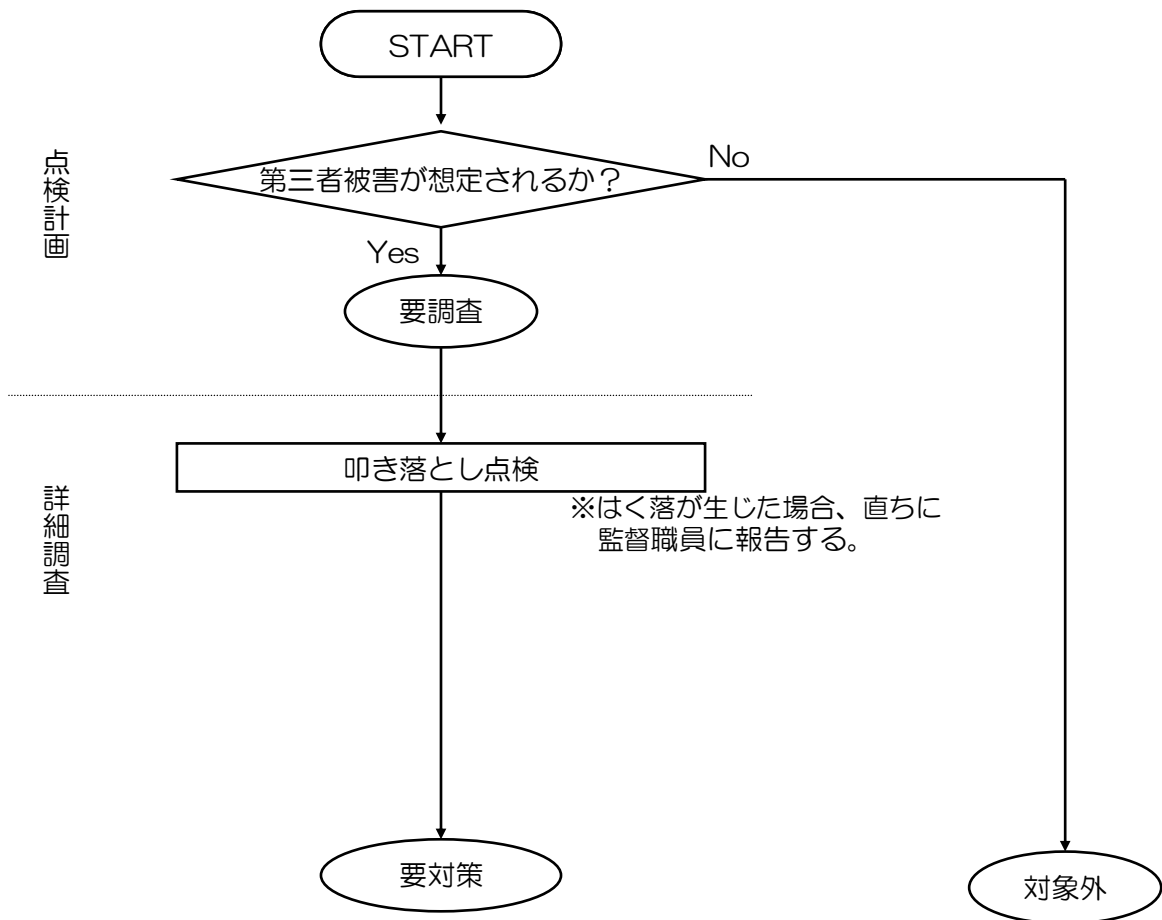 START
第三者被害が想定されるか？
No
Yes
点検計画
要調査
叩き落とし点検
※はく落が生じた場合、直ちに
監督職員に報告する。
詳細調査
要対策
対象外